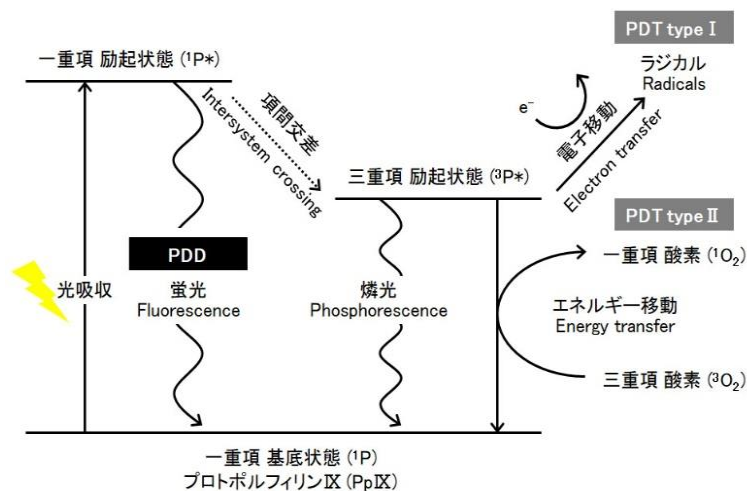 PDT type Ⅰ
一重項 励起状態 (¹P*)
ラジカル
Radicals
項間交差
Intersystem crossing
e⁻
電子移動
Electron transfer
三重項 励起状態 (³P*)
PDT type Ⅱ
PDD
一重項 酸素 (¹O₂)
光吸収
蛍光
Fluorescence
燐光
Phosphorescence
エネルギー移動
Energy transfer
三重項 酸素 (³O₂)
一重項 基底状態 (¹P)
プロトポルフィリンⅨ (PpⅨ)